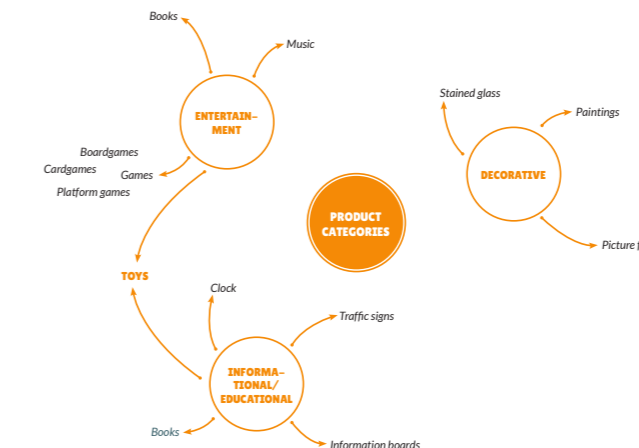 Books
Music
ENTERTAIN-
MENT
Boardgames
Cardgames
Games
Platform games
TOYS
PRODUCT
CATEGORIES
Stained glass
Paintings
DECORATIVE
Picture
Clock
Traffic signs
INFORMA-
TIONAL/
EDUCATIONAL
Books
Information boards